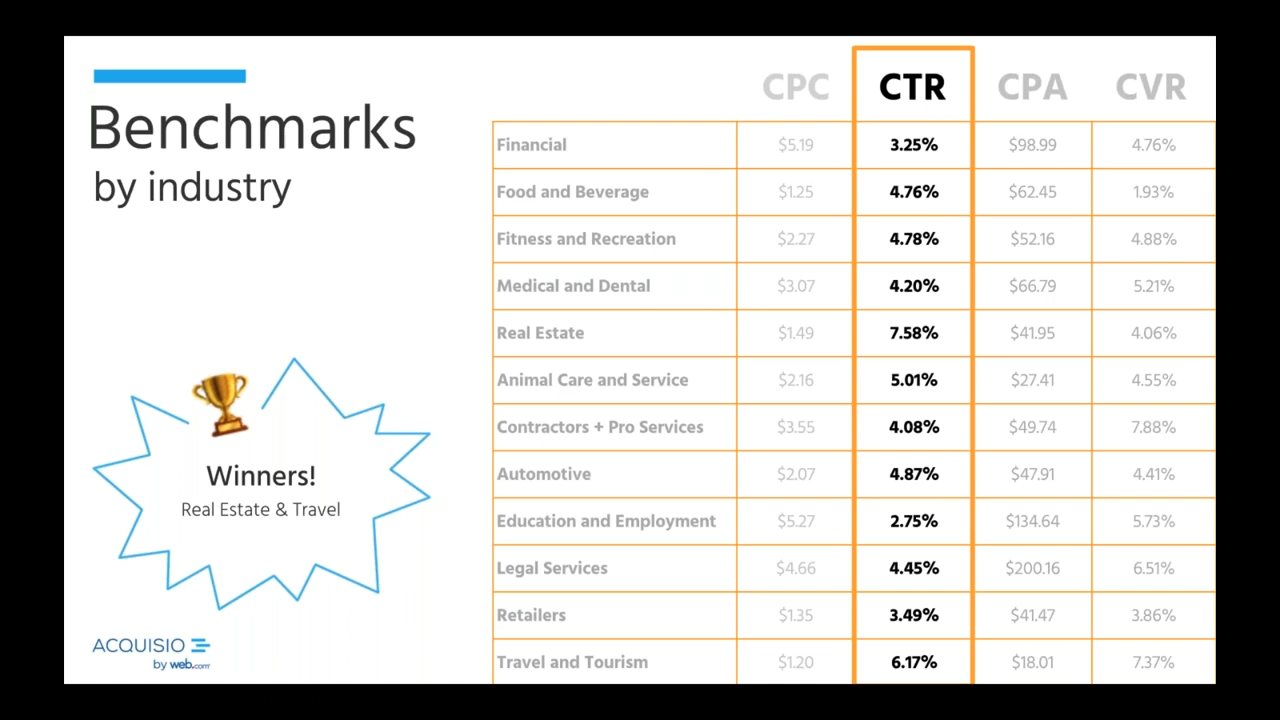 Benchmarks
by industry
CPC CTR CPA CVR
Financial $5.19 3.25% $98.99 4.76%
Food and Beverage $1.25 4.76% $62.45 1.93%
Fitness and Recreation $2.27 4.78% $52.16 4.88%
Medical and Dental $3.07 4.20% $66.79 5.21%
Real Estate $1.49 7.58% $41.95 4.06%
Animal Care and Service $2.16 5.01% $27.41 4.55%
Contractors + Pro Services $3.55 4.08% $49.74 7.88%
Automotive $2.07 4.87% $47.91 4.41%
Education and Employment $5.27 2.75% $134.64 5.73%
Legal Services $4.66 4.45% $200.16 6.51%
Retailers $1.35 3.49% $41.47 3.86%
Travel and Tourism $1.20 6.17% $18.01 7.37%
Winners!
Real Estate & Travel
ACQUISIO
by web.com